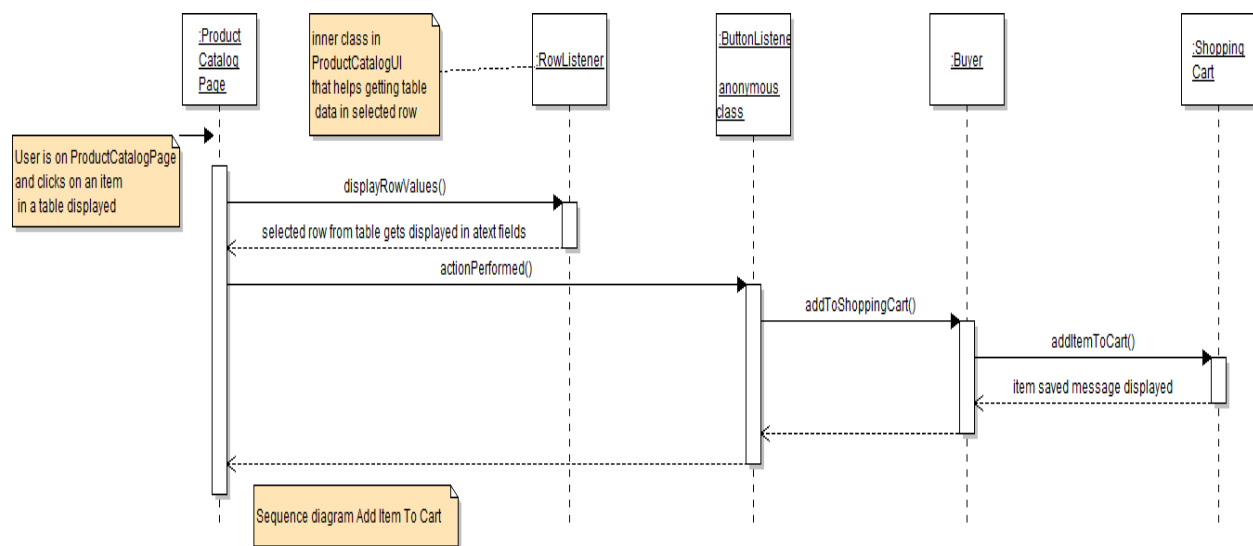 :Product
Catalog
Page
inner class in
ProductCatalogUI
that helps getting table
data in selected row
:RowListener
:ButtonListene
anonymous
class
:Buyer
:Shopping
Cart
User is on ProductCatalogPage
and clicks on an item
in a table displayed
displayRowValues()
selected row from table gets displayed in atext fields
actionPerformed()
addToShoppingCart()
addItemToCart()
item saved message displayed
Sequence diagram Add Item To Cart